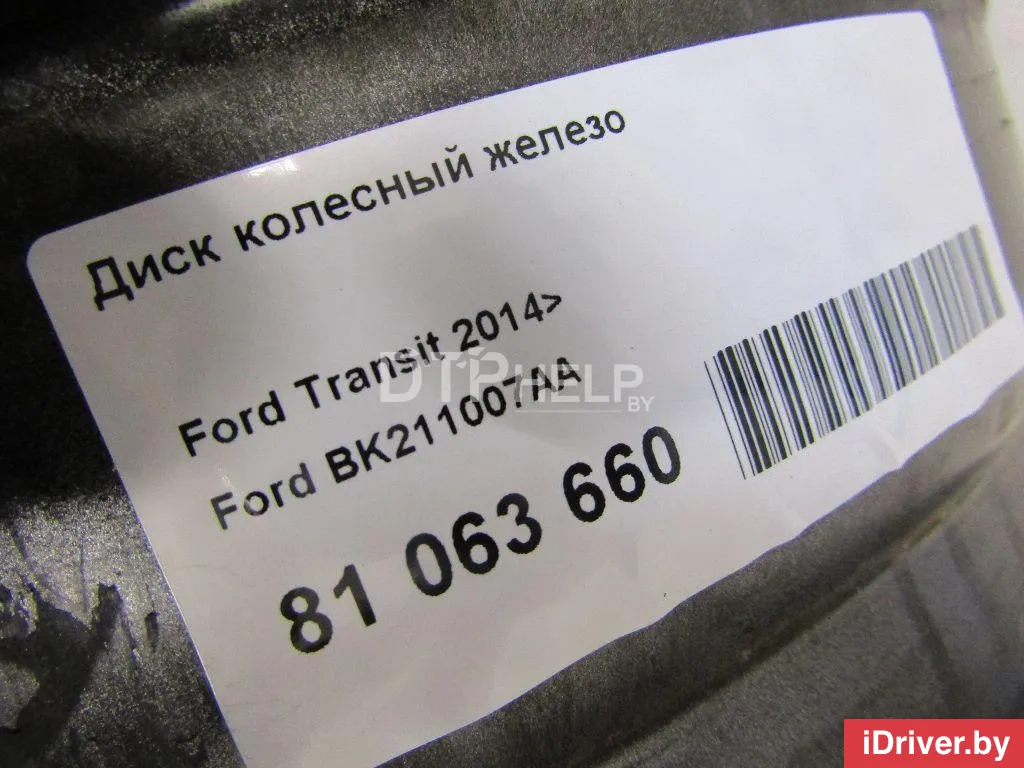 Диск колесный железо
Ford Transit 2014>
Ford BK211007AA
81 063 660
DTPHELP
BY
iDriver.by